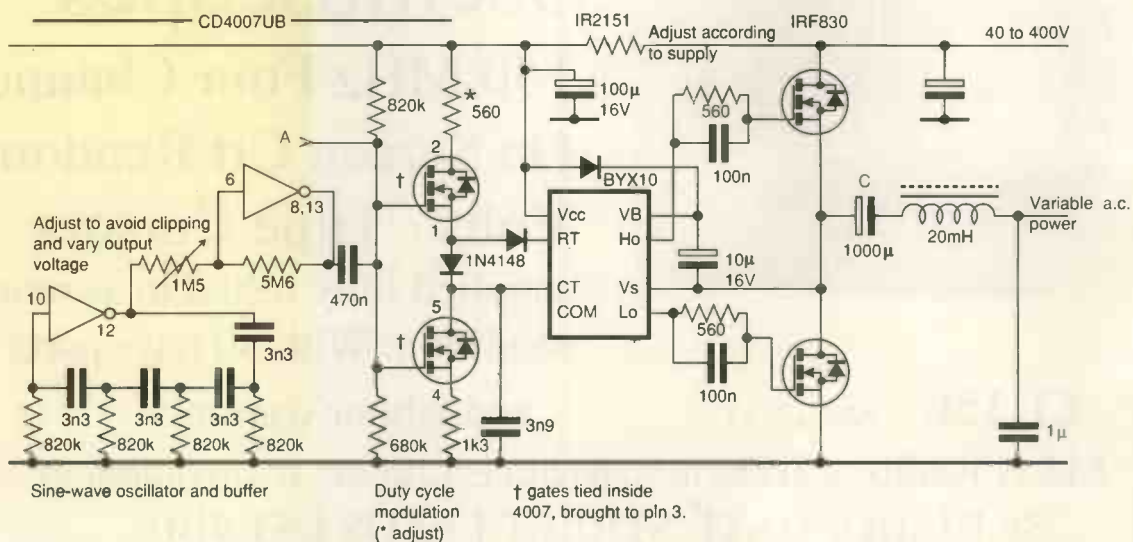 CD4007UB
IR2151
IRF830
Adjust according
to supply
40 to 400V
820k
*
560
100µ
16V
560
100n
A
2
†
1
BYX10
6
8,13
Adjust to avoid clipping
and vary output
voltage
1M5
5M6
470n
1N4148
Vcc
VB
RT
Ho
CT
Vs
COM
Lo
10µ
16V
C
1000µ
20mH
Variable a.c.
power
10
12
3n3
5
†
4
560
100n
3n3
3n3
3n3
820k
820k
820k
820k
680k
1k3
3n9
1µ
Sine-wave oscillator and buffer
Duty cycle
modulation
(* adjust)
† gates tied inside
4007, brought to pin 3.